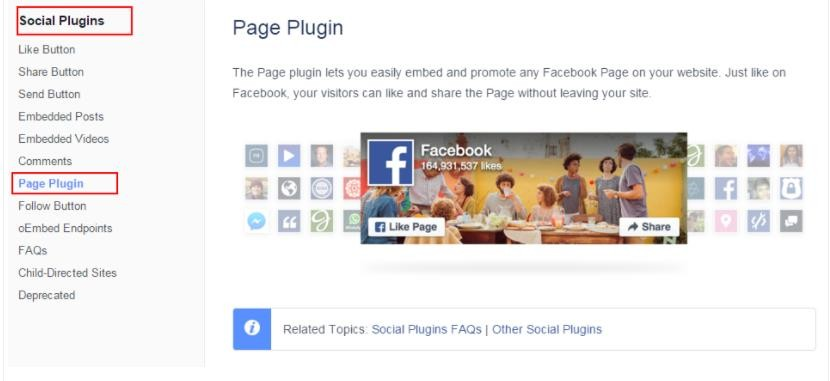 Social Plugins
Like Button
Share Button
Send Button
Embedded Posts
Embedded Videos
Comments
Page Plugin
Follow Button
oEmbed Endpoints
FAQs
Child-Directed Sites
Deprecated
Page Plugin
The Page plugin lets you easily embed and promote any Facebook Page on your website. Just like on
Facebook, your visitors can like and share the Page without leaving your site.
Facebook
164,931,537 likes
Like Page
Share
Related Topics: Social Plugins FAQs | Other Social Plugins